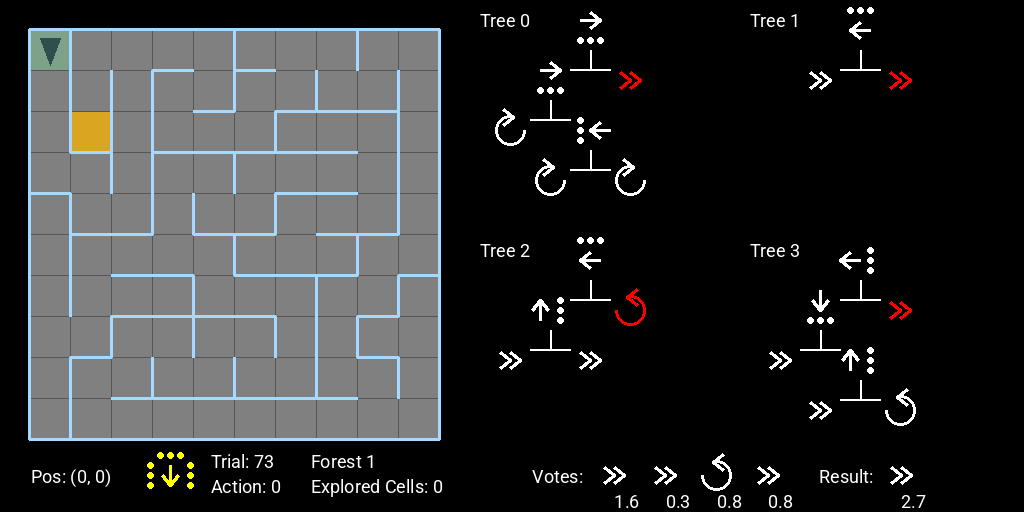 Tree 0
Tree 1
Tree 2
Tree 3
Pos: (0, 0)
Trial: 73
Forest 1
Action: 0
Explored Cells: 0
Votes:
1.6
0.3
0.8
0.8
Result:
2.7